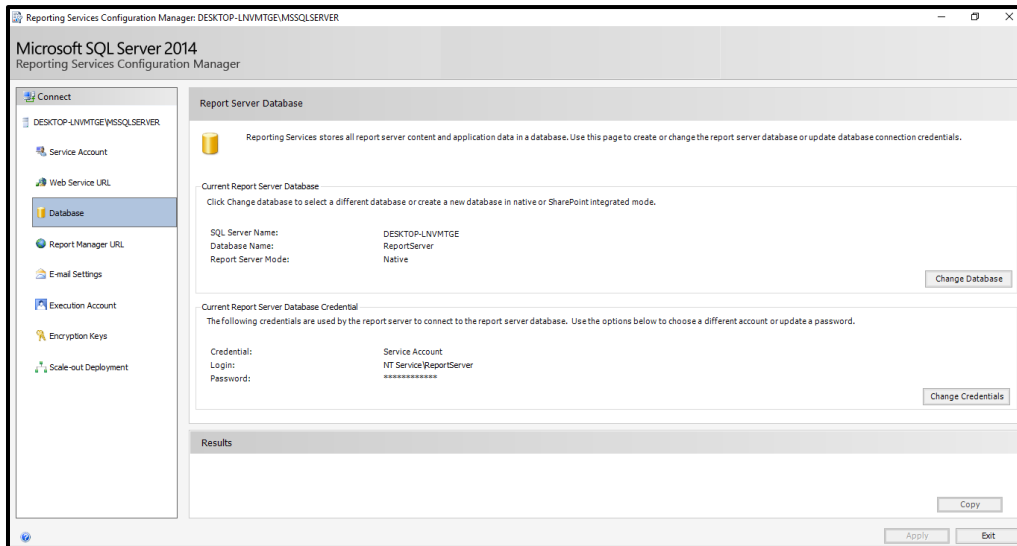 Reporting Services Configuration Manager: DESKTOP-LNVMTGE\MSSQLSERVER
Microsoft SQL Server 2014
Reporting Services Configuration Manager
Connect
DESKTOP-LNVMTGE\MSSQLSERVER
Service Account
Web Service URL
Database
Report Manager URL
E-mail Settings
Execution Account
Encryption Keys
Scale-out Deployment
Report Server Database
Reporting Services stores all report server content and application data in a database. Use this page to create or change the report server database or update database connection credentials.
Current Report Server Database
Click Change database to select a different database or create a new database in native or SharePoint integrated mode.
SQL Server Name: DESKTOP-LNVMTGE
Database Name: ReportServer
Report Server Mode: Native
Change Database
Current Report Server Database Credential
The following credentials are used by the report server to connect to the report server database. Use the options below to choose a different account or update a password.
Credential: Service Account
Login: NT Service\ReportServer
Password: ************
Change Credentials
Results
Copy
Apply Exit